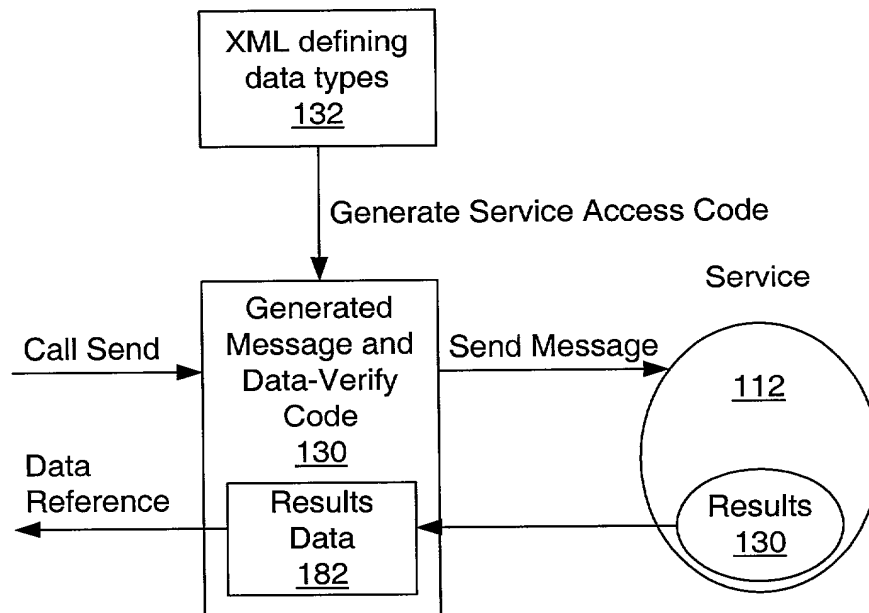 XML defining
data types
132
Generate Service Access Code
Service
Generated
Message and
Data-Verify
Code
130
Call Send
Send Message
112
Data
Reference
Results
Data
182
Results
130